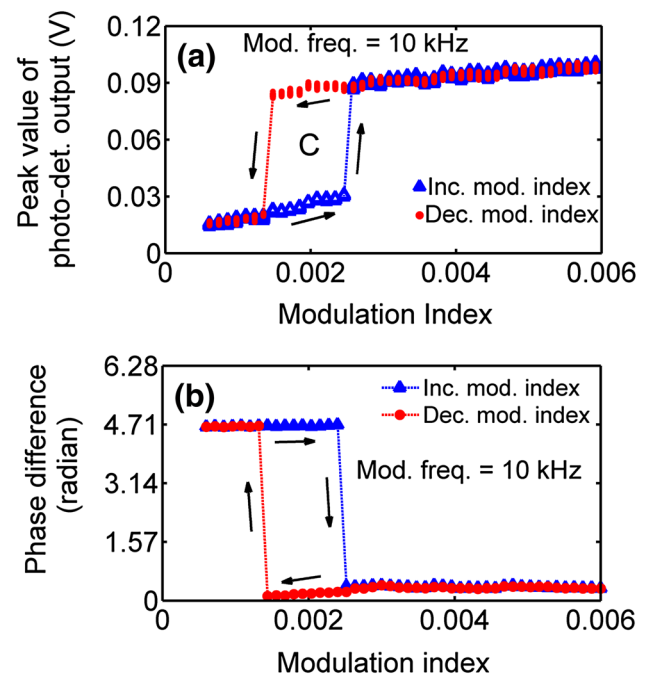 (a)
Mod. freq. = 10 kHz
Peak value of
photo-det. output (V)
0.12
0.09
0.06
0.03
0
C
Inc. mod. index
Dec. mod. index
0
0.002
0.004
0.006
Modulation Index
(b)
Phase difference
(radian)
6.28
4.71
3.14
1.57
0
Inc. mod. index
Dec. mod. index
Mod. freq. = 10 kHz
0
0.002
0.004
0.006
Modulation index